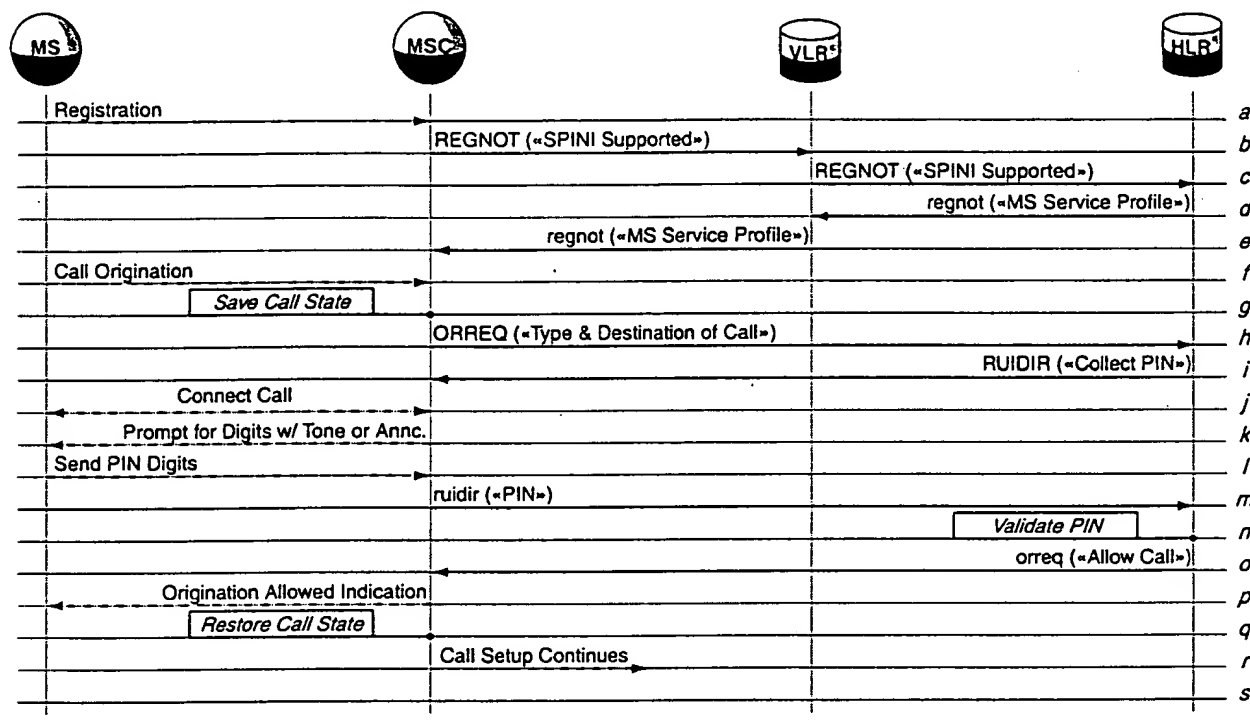 MS MSC VLR HLR
Registration a
REGNOT («SPINI Supported») b
REGNOT («SPINI Supported») c
regnot («MS Service Profile») d
regnot («MS Service Profile») e
Call Origination f
Save Call State g
ORREQ («Type & Destination of Call») h
RUIDIR («Collect PIN») i
Connect Call j
Prompt for Digits w/ Tone or Annc. k
Send PIN Digits l
ruidir («PIN») m
Validate PIN n
orreq («Allow Call») o
Origination Allowed Indication p
Restore Call State q
Call Setup Continues r
s